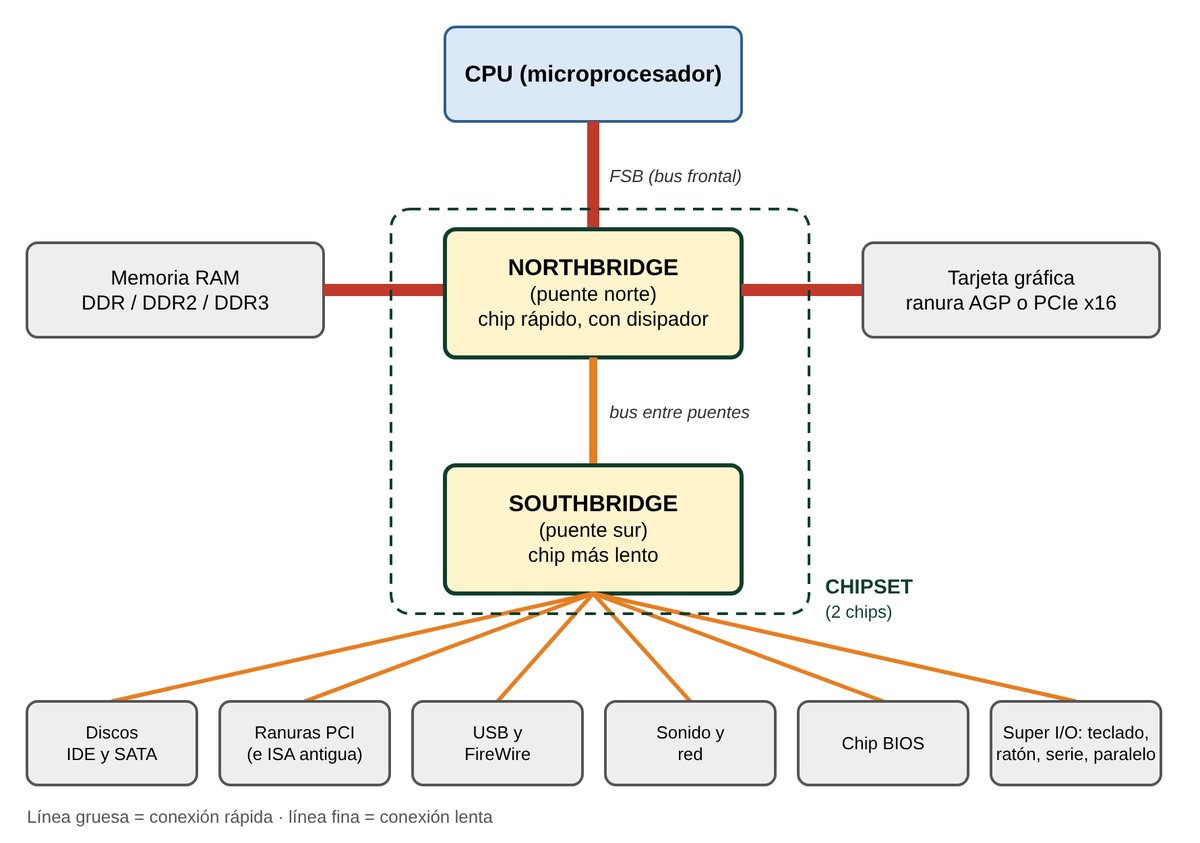 CPU (microprocesador)
FSB (bus frontal)
Memoria RAM
DDR / DDR2 / DDR3
NORTHBRIDGE
(puente norte)
chip rápido, con disipador
Tarjeta gráfica
ranura AGP o PCIe x16
bus entre puentes
SOUTHBRIDGE
(puente sur)
chip más lento
CHIPSET
(2 chips)
Discos
IDE y SATA
Ranuras PCI
(e ISA antigua)
USB y
FireWire
Sonido y
red
Chip BIOS
Super I/O: teclado,
ratón, serie, paralelo
Línea gruesa = conexión rápida · línea fina = conexión lenta